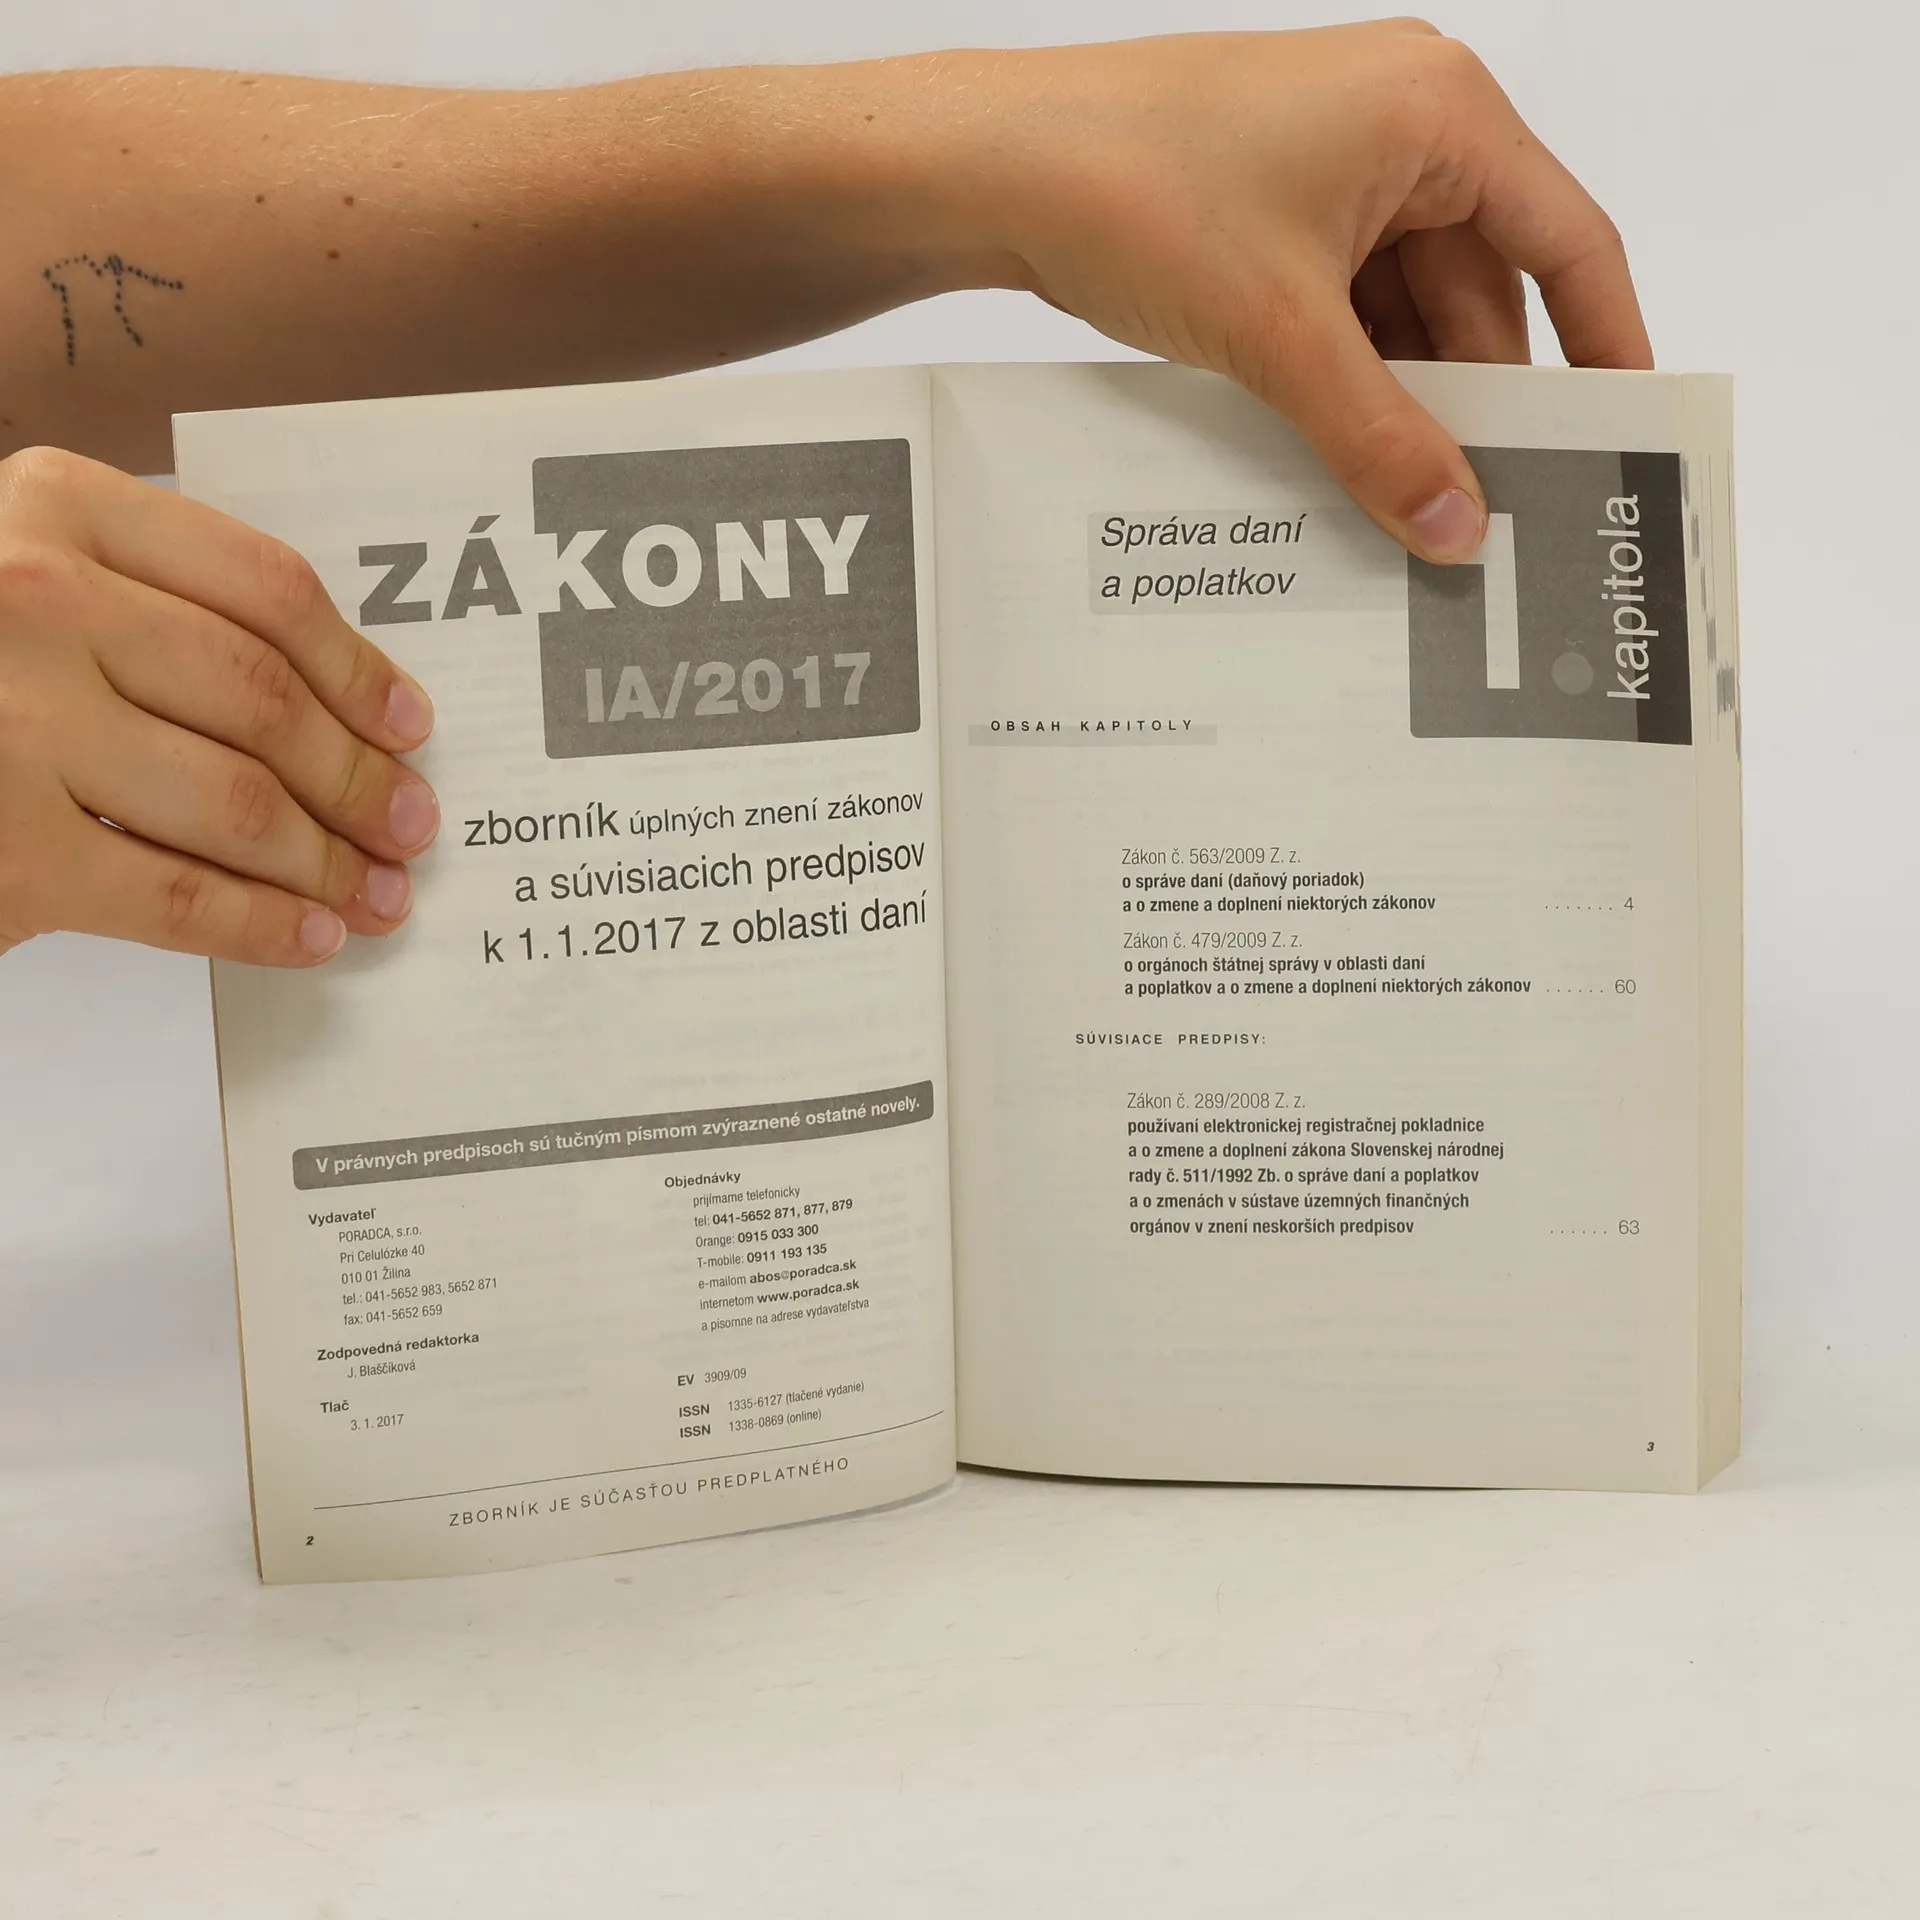 ZÁKONY
IA/2017
zborník úplných znení zákonov
a súvisiacich predpisov
k 1.1.2017 z oblasti daní
V právnych predpisoch sú tučným písmom zvýraznené ostatné novely.
Vydavateľ
PORADCA, s.r.o.
Pri Celulózke 40
010 01 Žilina
tel.: 041-5652 983, 5652 871
fax: 041-5652 659
Zodpovedná redaktorka
J. Blaščíková
Tlač
3. 1. 2017
Objednávky
prijímame telefonicky
tel: 041-5652 871, 877, 879
Orange: 0915 033 300
T-mobile: 0911 193 135
e-mailom abos@poradca.sk
internetom www.poradca.sk
a písomne na adrese vydavateľstva
EV 3909/09
ISSN 1335-6127 (tlačené vydanie)
ISSN 1338-0869 (online)
ZBORNÍK JE SÚČASŤOU PREDPLATNÉHO
2
Správa daní
a poplatkov
1.
kapitola
OBSAH KAPITOLY
Zákon č. 563/2009 Z. z.
o správe daní (daňový poriadok)
a o zmene a doplnení niektorých zákonov ....... 4
Zákon č. 479/2009 Z. z.
o orgánoch štátnej správy v oblasti daní
a poplatkov a o zmene a doplnení niektorých zákonov ...... 60
SÚVISIACE PREDPISY:
Zákon č. 289/2008 Z. z.
používaní elektronickej registračnej pokladnice
a o zmene a doplnení zákona Slovenskej národnej
rady č. 511/1992 Zb. o správe daní a poplatkov
a o zmenách v sústave územných finančných
orgánov v znení neskorších predpisov ...... 63
3